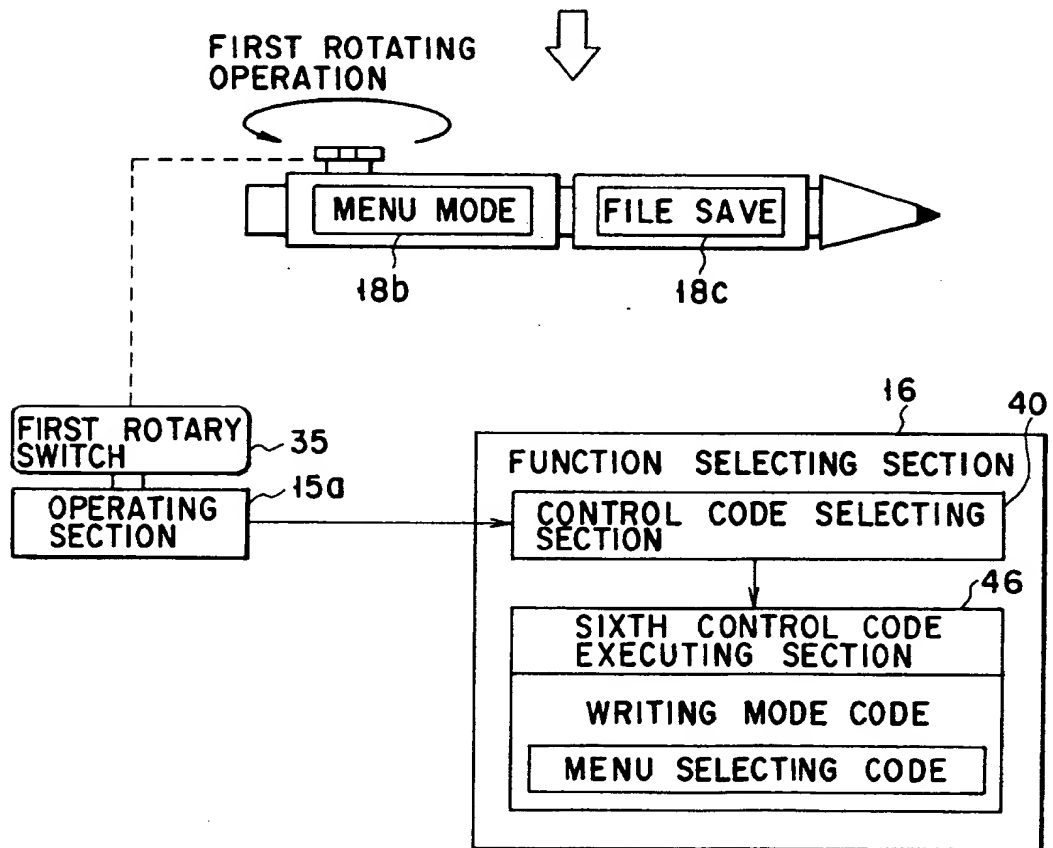 FIRST ROTATING
OPERATION
MENU MODE
FILE SAVE
18b
18c
FIRST ROTARY
SWITCH
35
OPERATING
SECTION
15a
16
40
FUNCTION SELECTING SECTION
CONTROL CODE SELECTING
SECTION
46
SIXTH CONTROL CODE
EXECUTING SECTION
WRITING MODE CODE
MENU SELECTING CODE